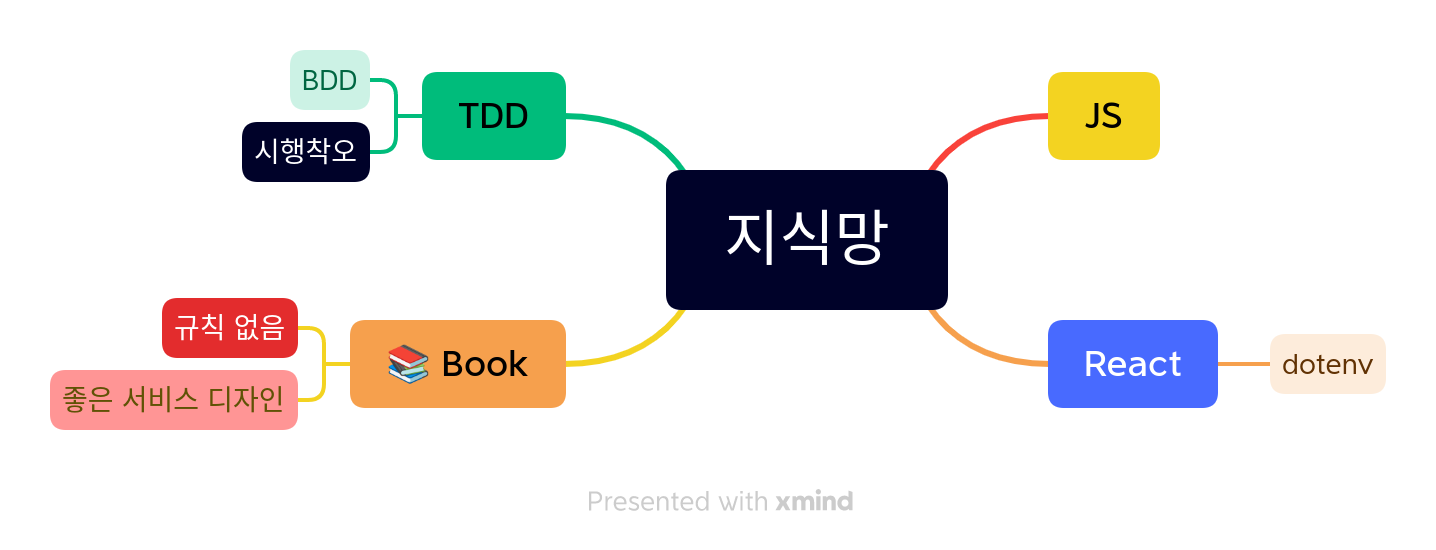 지식망
JS
React
dotenv
TDD
BDD
시행착오
📚 Book
규칙 없음
좋은 서비스 디자인
Presented with xmind